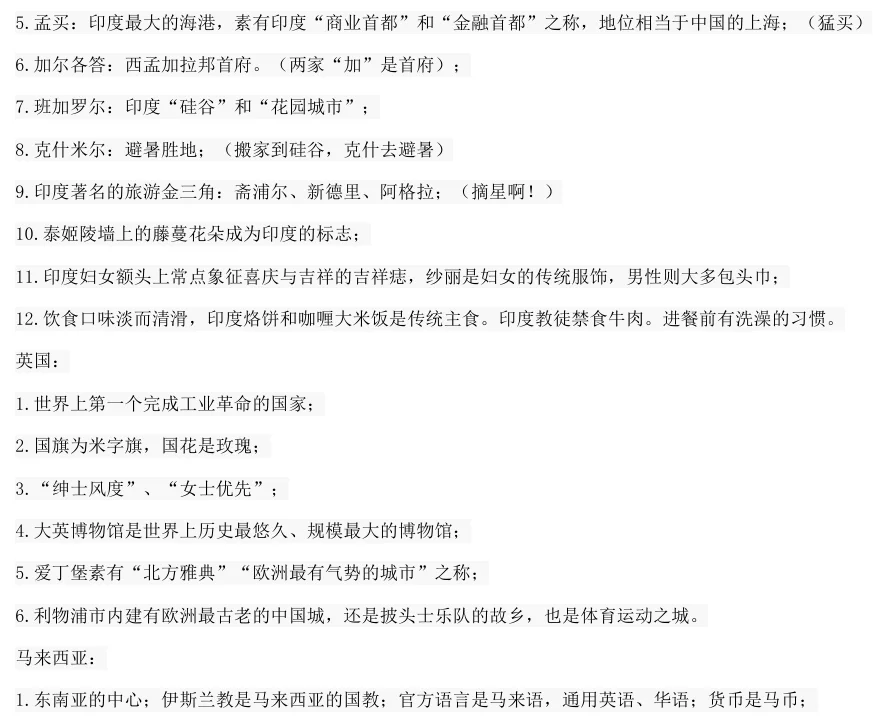 5.孟买：印度最大的海港，素有印度“商业首都”和“金融首都”之称，地位相当于中国的上海；（猛买）
6.加尔各答：西孟加拉邦首府。（两家“加”是首府）；
7.班加罗尔：印度“硅谷”和“花园城市”；
8.克什米尔：避暑胜地；（搬家到硅谷，克什去避暑）
9.印度著名的旅游金三角：斋浦尔、新德里、阿格拉；（摘星啊！）
10.泰姬陵墙上的藤蔓花朵成为印度的标志；
11.印度妇女额头上常点象征喜庆与吉祥的吉祥痣，纱丽是妇女的传统服饰，男性则大多包头巾；
12.饮食口味淡而清滑，印度烙饼和咖喱大米饭是传统主食。印度教徒禁食牛肉。进餐前有洗澡的习惯。
英国：
1.世界上第一个完成工业革命的国家；
2.国旗为米字旗，国花是玫瑰；
3.“绅士风度”、“女士优先”；
4.大英博物馆是世界上历史最悠久、规模最大的博物馆；
5.爱丁堡素有“北方雅典”“欧洲最有气势的城市”之称；
6.利物浦市内建有欧洲最古老的中国城，还是披头士乐队的故乡，也是体育运动之城。
马来西亚：
1.东南亚的中心；伊斯兰教是马来西亚的国教；官方语言是马来语，通用英语、华语；货币是马币；